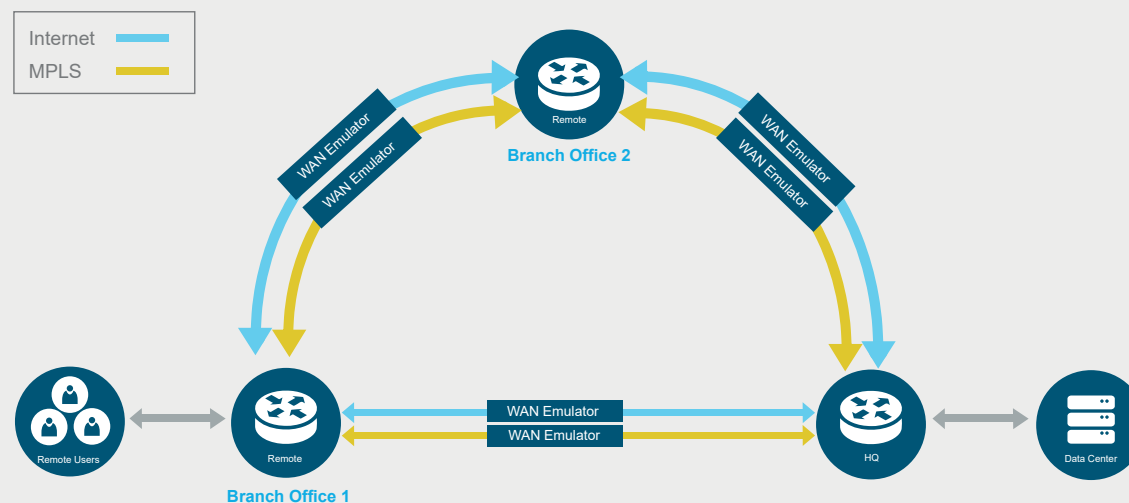 Internet
MPLS
Remote
Branch Office 2
WAN Emulator
WAN Emulator
WAN Emulator
WAN Emulator
Remote Users
Remote
Branch Office 1
WAN Emulator
WAN Emulator
HQ
Data Center